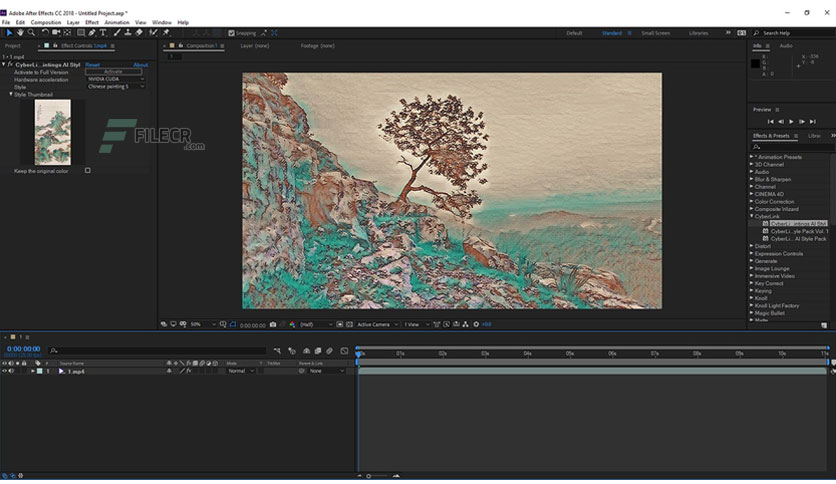 Adobe After Effects CC 2018 - Untitled Project.aep *
File Edit Composition Layer Effect Animation View Window Help
Snapping
Default Standard Small Screen Libraries Search Help
Project Effect Controls 1.mp4
Composition 1 Layer (none) Footage (none)
Info Audio
1 • 1.mp4
CyberLi...intings AI Styl Reset About
Activate to Full Version Activate
Hardware acceleration NVIDIA CUDA
Style Chinese painting 5
Style Thumbnail
Keep the original color
FILECR
.com
Preview
Effects & Presets Librar
* Animation Presets
3D Channel
Audio
Blur & Sharpen
Channel
CINEMA 4D
Color Correction
Composite Wizard
CyberLink
CyberLi...intings AI Styl
CyberLi...yle Pack Vol. 1
CyberLi... AI Style Pack
Distort
Expression Controls
Generate
Image Lounge
Immersive Video
Key Correct
Keying
Knoll
Knoll Light Factory
Magic Bullet
Matte
50% 0:00:00:00 (Half) Active Camera 1 View +0.0
1
0:00:00:00
Source Name Mode T TrkMat Parent & Link
1 1.mp4 Normal None
01s 02s 03s 04s 05s 06s 07s 08s 09s 10s 11s